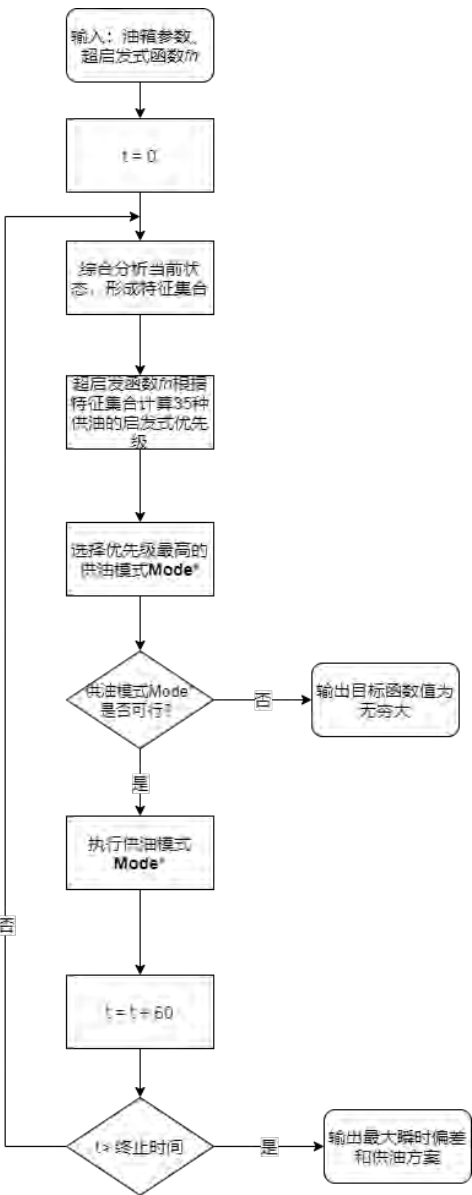 输入：油箱参数、
超启发式函数fn
t = 0
综合分析当前状
态，形成特征集合
超启发函数fn根据
特征集合计算35种
供油的启发式优先
级
选择优先级最高的
供油模式Mode*
供油模式Mode*
是否可行？
否
输出目标函数值为
无穷大
是
执行供油模式
Mode*
否
t = t + 60
t > 终止时间
是
输出最大瞬时偏差
和供油方案